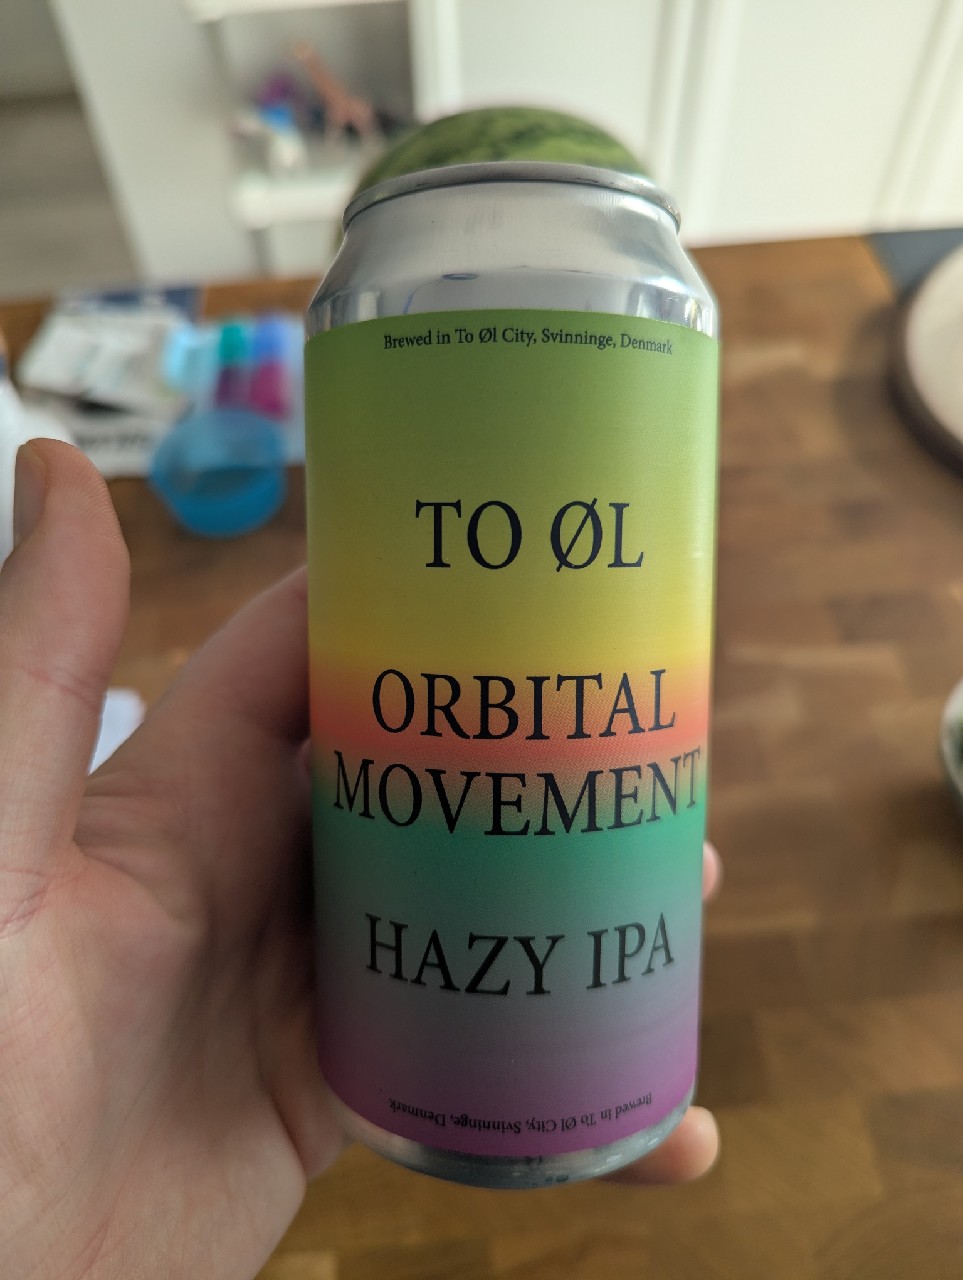 Brewed in To Øl City, Svinninge, Denmark
TO ØL
ORBITAL
MOVEMENT
HAZY IPA
Brewed in To Øl City, Svinninge, Denmark